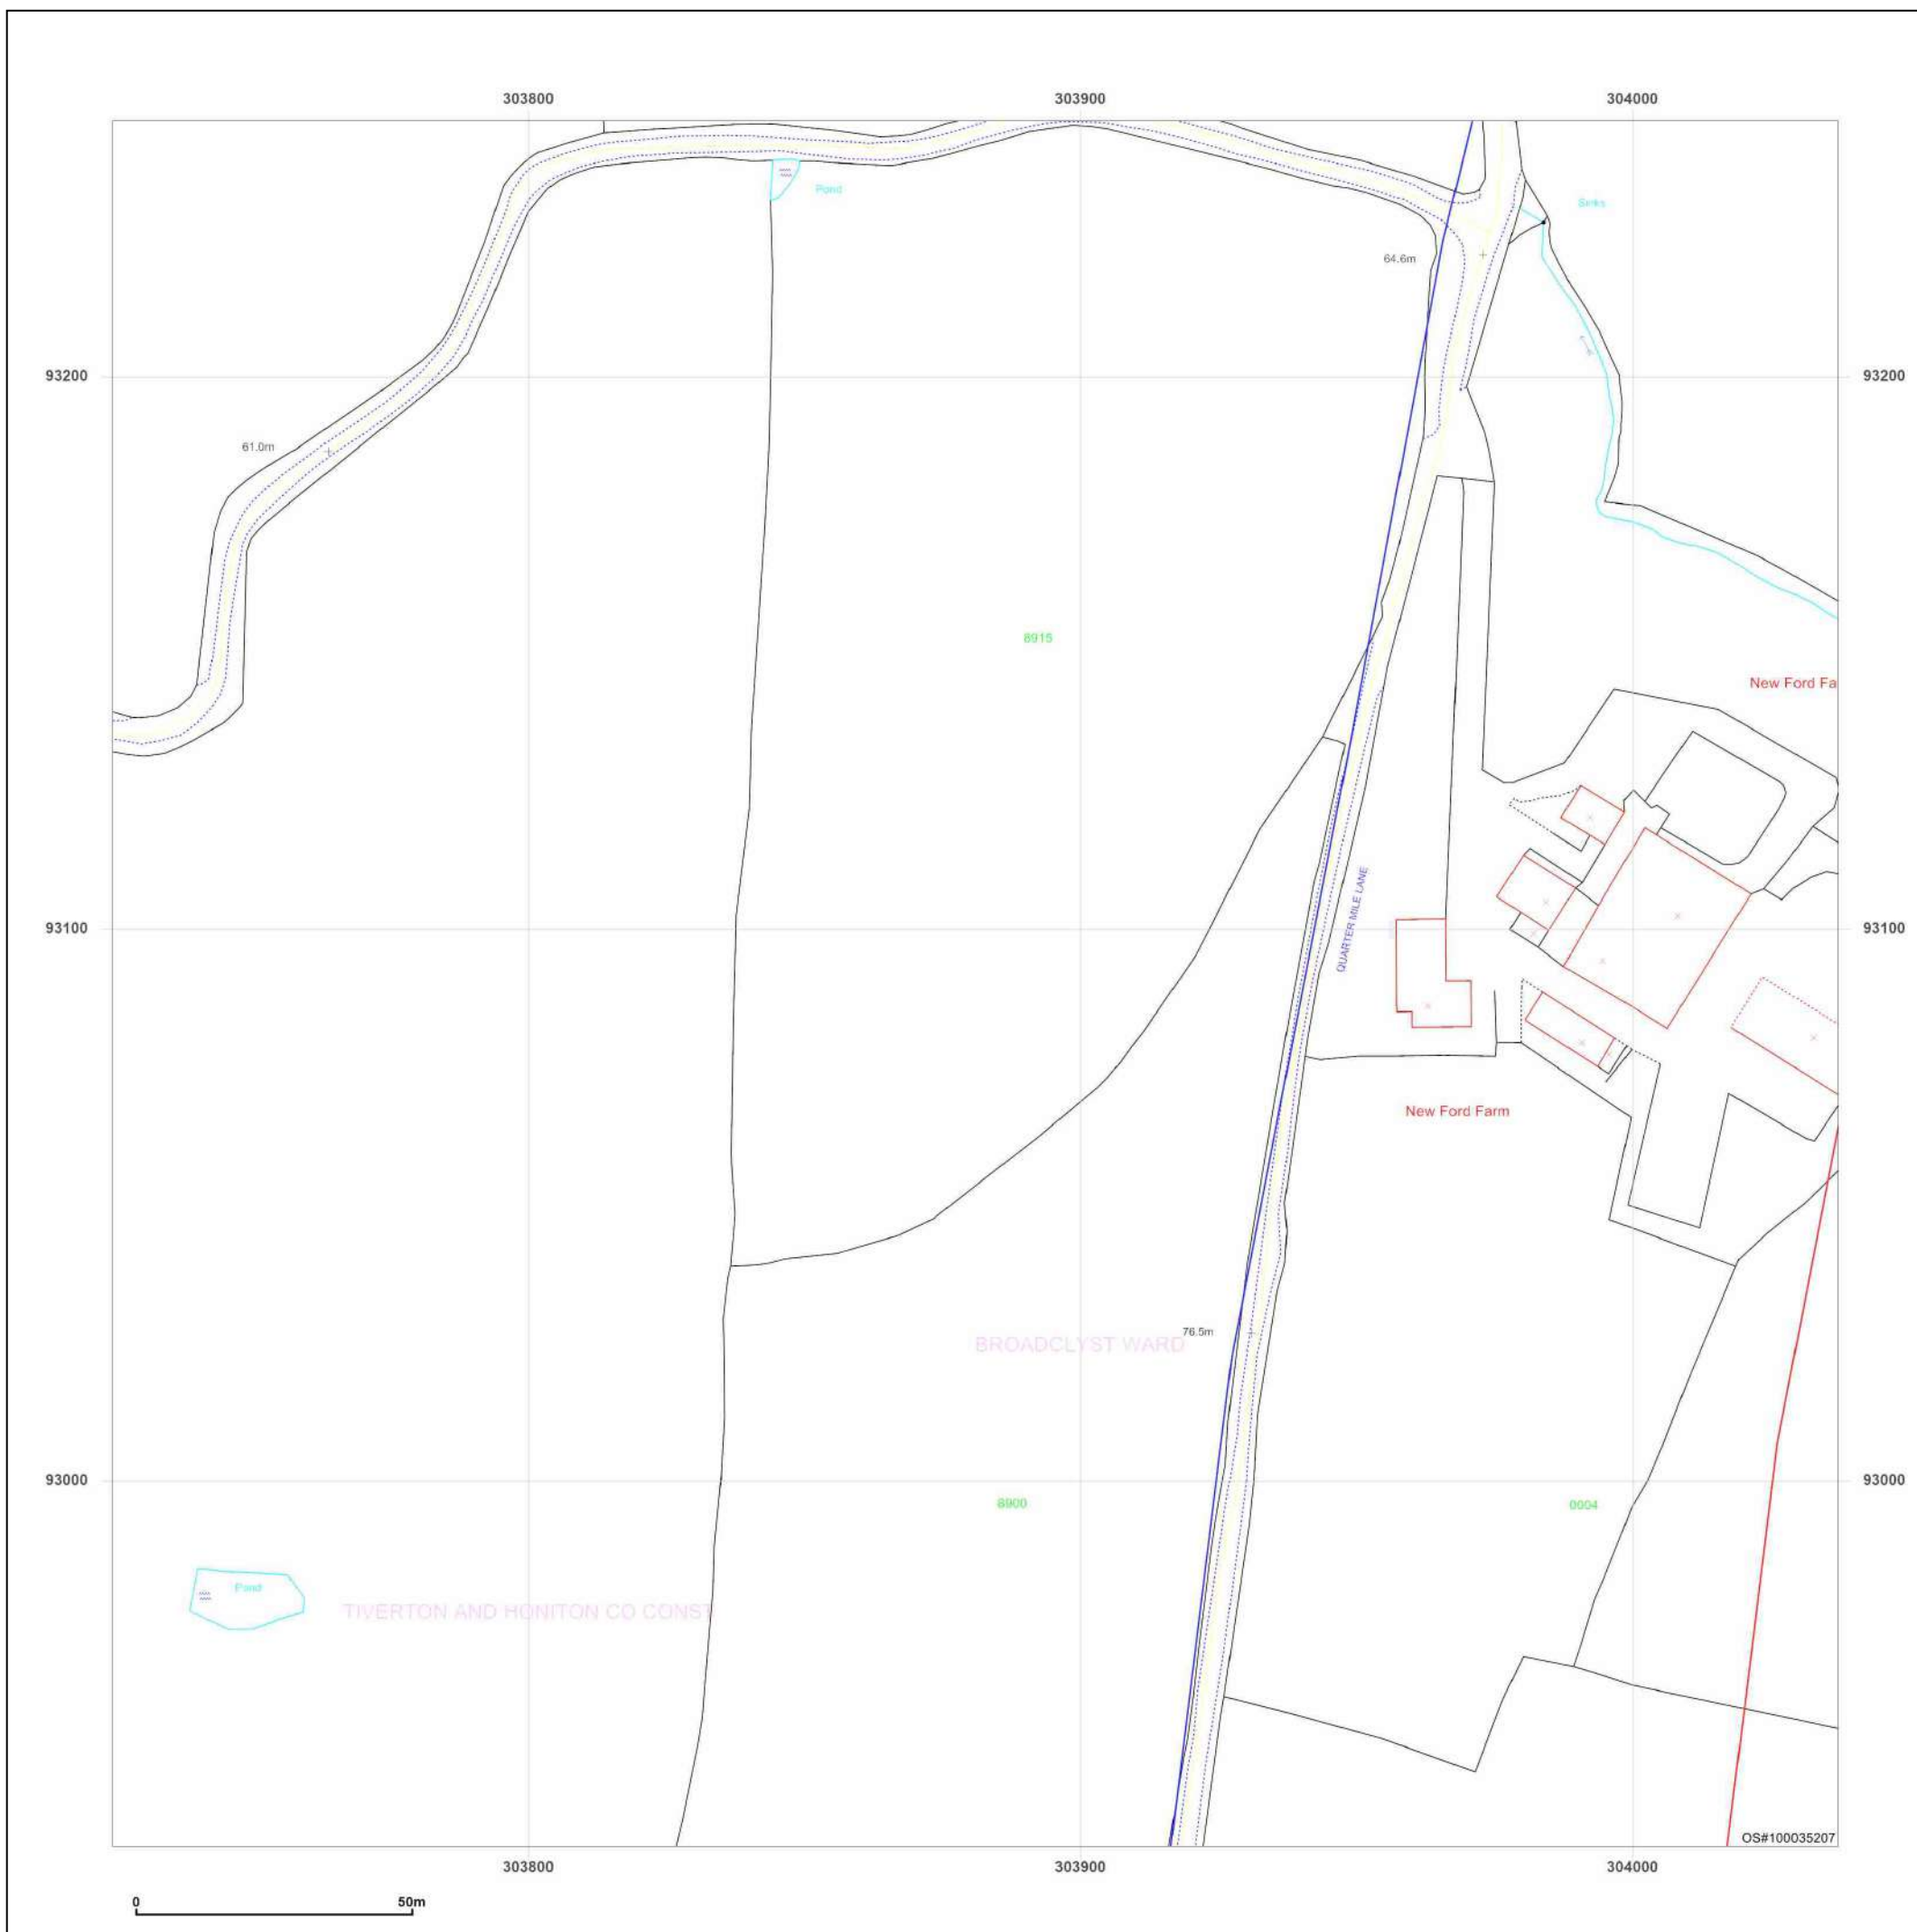 303800 303900 304000
Pond
Sinks
64.6m
93200 93200
61.0m
8915
New Ford Fa
QUARTER MILE LANE
93100 93100
New Ford Farm
76.5m
BROADCLYST WARD
93000 93000
8900
0004
Pond
TIVERTON AND HONITON CO CONST
OS#100035207
303800 303900 304000
0 50m